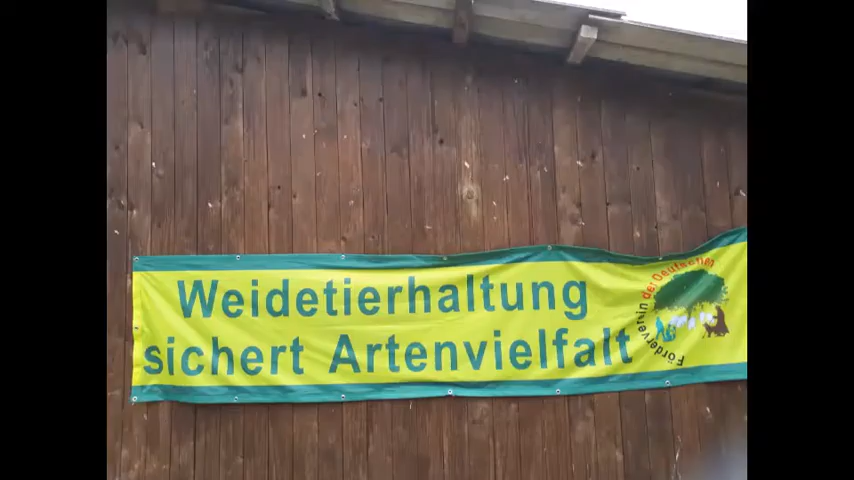 Weidetierhaltung
sichert Artenvielfalt
Förderverein der Deutschen